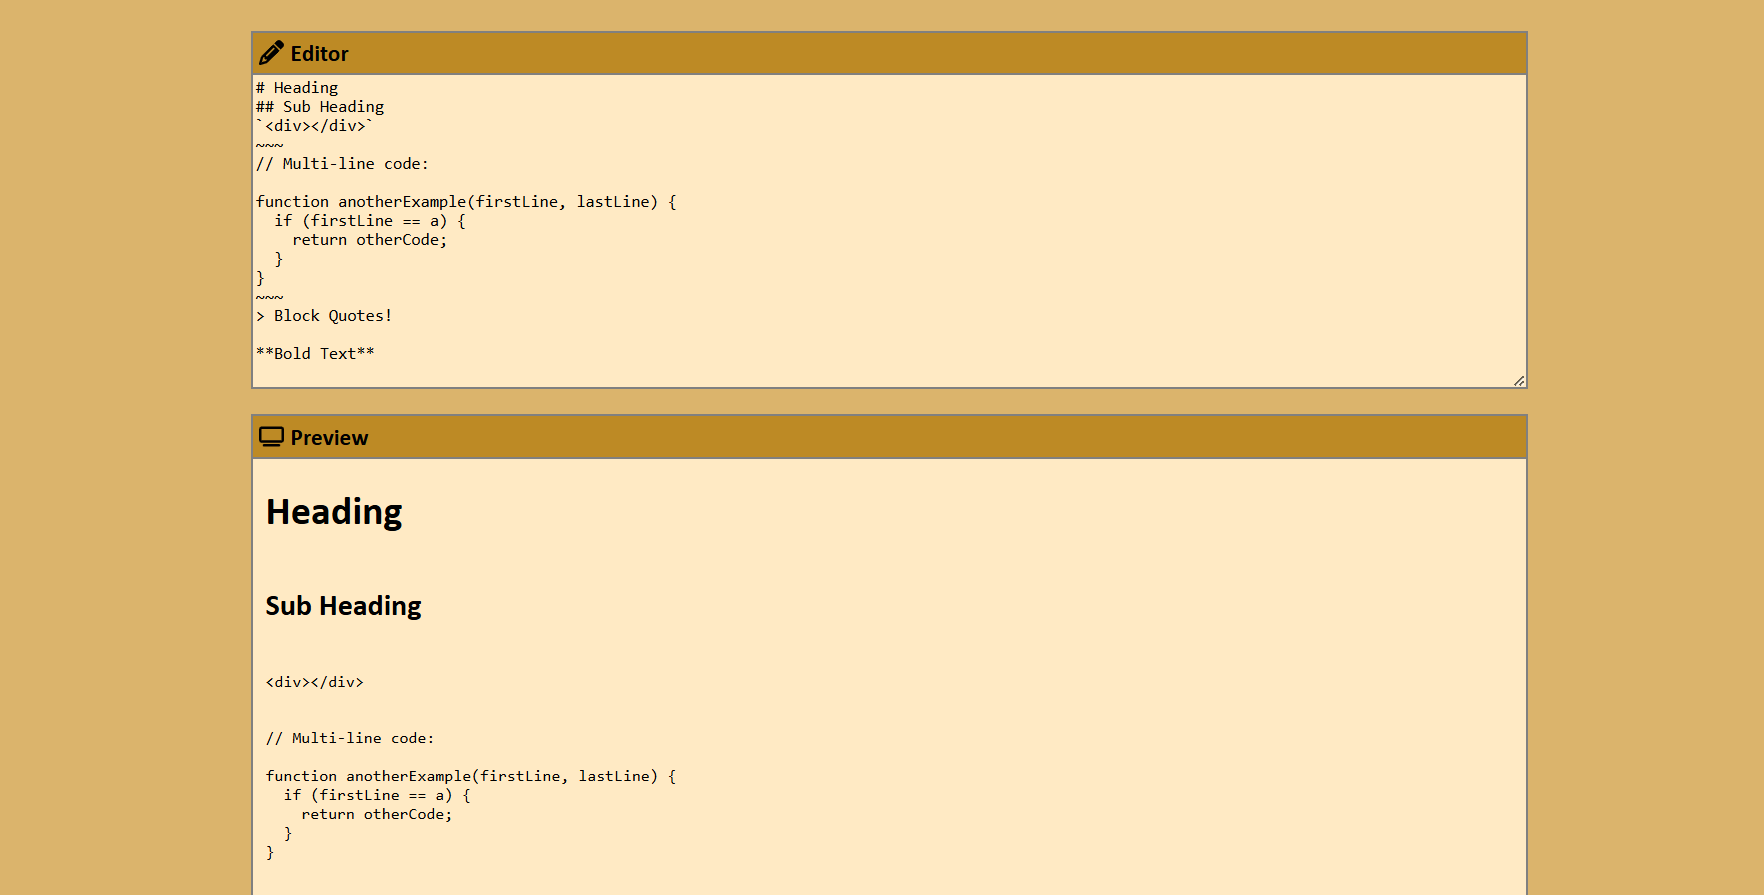 Editor
# Heading
## Sub Heading
`<div></div>`
~~~
// Multi-line code:

function anotherExample(firstLine, lastLine) {
  if (firstLine == a) {
    return otherCode;
  }
}
~~~
> Block Quotes!

**Bold Text**
Preview
Heading
Sub Heading
<div></div>
// Multi-line code:

function anotherExample(firstLine, lastLine) {
  if (firstLine == a) {
    return otherCode;
  }
}